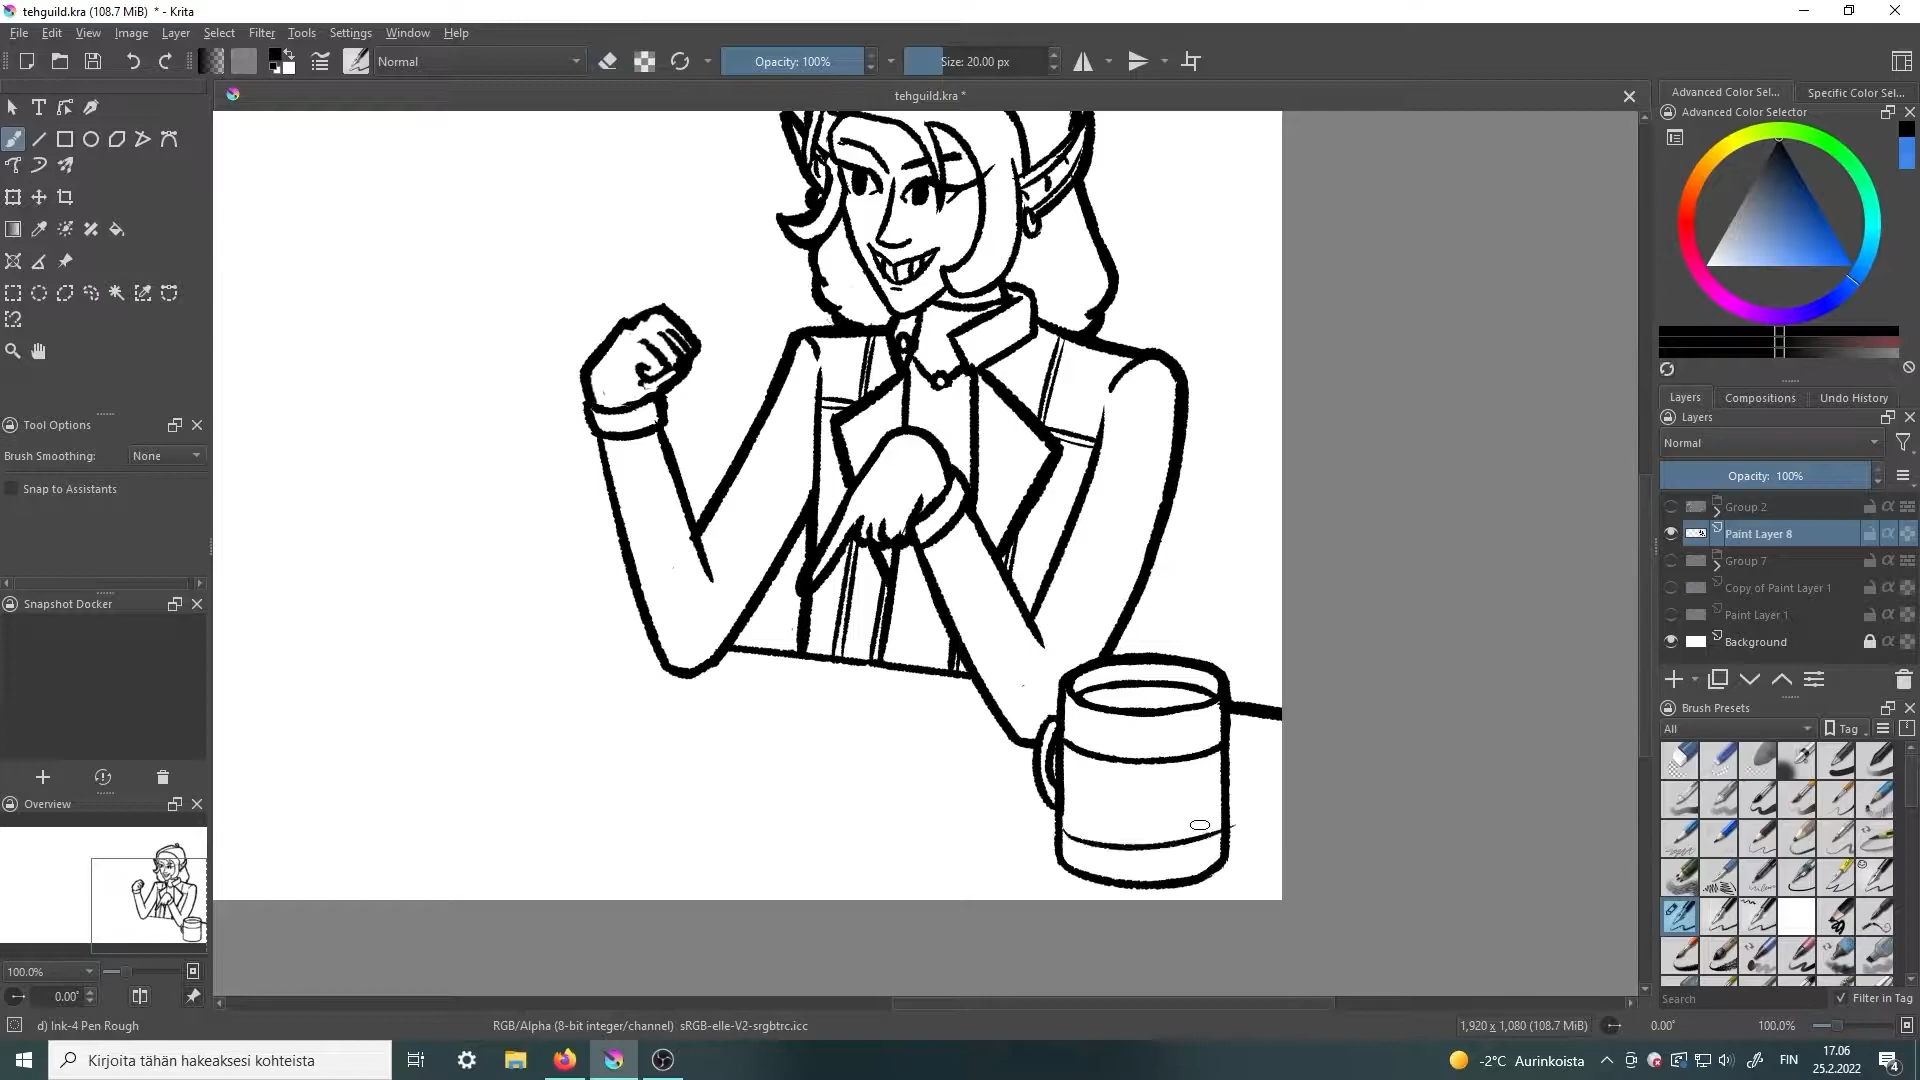 tehguild.kra (108.7 MiB) * - Krita
File Edit View Image Layer Select Filter Tools Settings Window Help
Normal Opacity: 100% Size: 20.00 px
tehguild.kra *
Advanced Color Sel... Specific Color Sel...
Advanced Color Selector
Tool Options
Brush Smoothing: None
Snap to Assistants
Snapshot Docker
Overview
100.0%
0.00°
Layers Compositions Undo History
Layers
Normal
Opacity: 100%
Group 2
Paint Layer 8
Group 7
Copy of Paint Layer 1
Paint Layer 1
Background
Brush Presets
All Tag
Search Filter in Tag
d) Ink-4 Pen Rough RGB/Alpha (8-bit integer/channel) sRGB-elle-V2-srgbtrc.icc 1,920 x 1,080 (108.7 MiB) 0.00° 100.0%
Kirjoita tähän hakeaksesi kohteista -2°C Aurinkoista FIN 17.06
25.2.2022 4